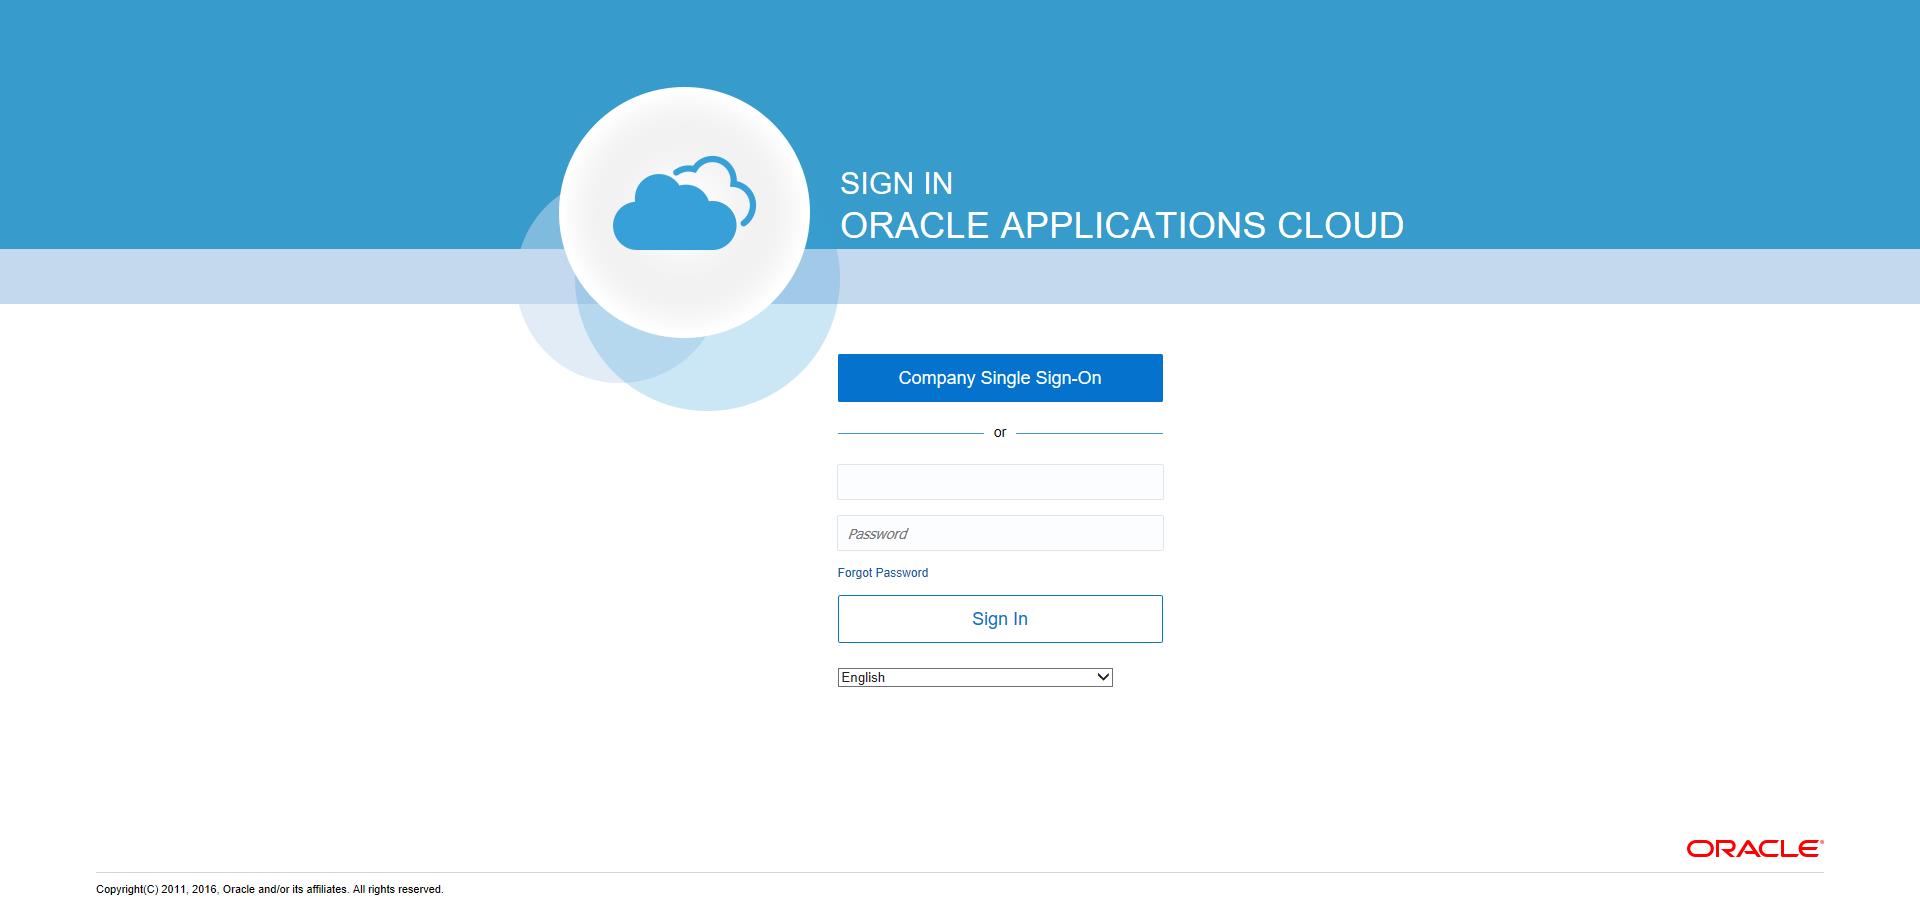 SIGN IN
ORACLE APPLICATIONS CLOUD
Company Single Sign-On
or
Password
Forgot Password
Sign In
English
ORACLE®
Copyright(C) 2011, 2016, Oracle and/or its affiliates. All rights reserved.